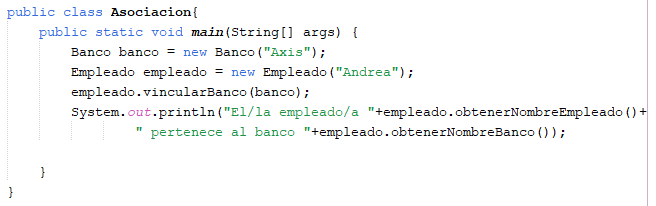 public class Asociacion{
public static void main(String[] args) {
Banco banco = new Banco("Axis");
Empleado empleado = new Empleado("Andrea");
empleado.vincularBanco(banco);
System.out.println("El/la empleado/a "+empleado.obtenerNombreEmpleado()+
" pertenece al banco "+empleado.obtenerNombreBanco());
}
}